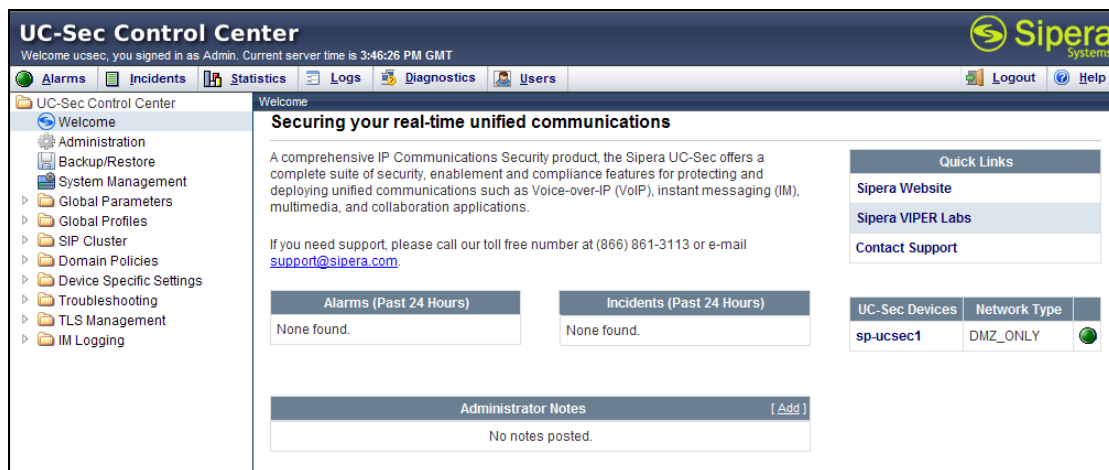 UC-Sec Control Center
Welcome ucsec, you signed in as Admin. Current server time is 3:46:26 PM GMT
Sipera
Systems
Alarms Incidents Statistics Logs Diagnostics Users Logout Help
UC-Sec Control Center
Welcome
Administration
Backup/Restore
System Management
Global Parameters
Global Profiles
SIP Cluster
Domain Policies
Device Specific Settings
Troubleshooting
TLS Management
IM Logging
Welcome
Securing your real-time unified communications
A comprehensive IP Communications Security product, the Sipera UC-Sec offers a
complete suite of security, enablement and compliance features for protecting and
deploying unified communications such as Voice-over-IP (VoIP), instant messaging (IM),
multimedia, and collaboration applications.
If you need support, please call our toll free number at (866) 861-3113 or e-mail
support@sipera.com.
Alarms (Past 24 Hours)
None found.
Incidents (Past 24 Hours)
None found.
Administrator Notes [ Add ]
No notes posted.
Quick Links
Sipera Website
Sipera VIPER Labs
Contact Support
UC-Sec Devices Network Type
sp-ucsec1 DMZ_ONLY